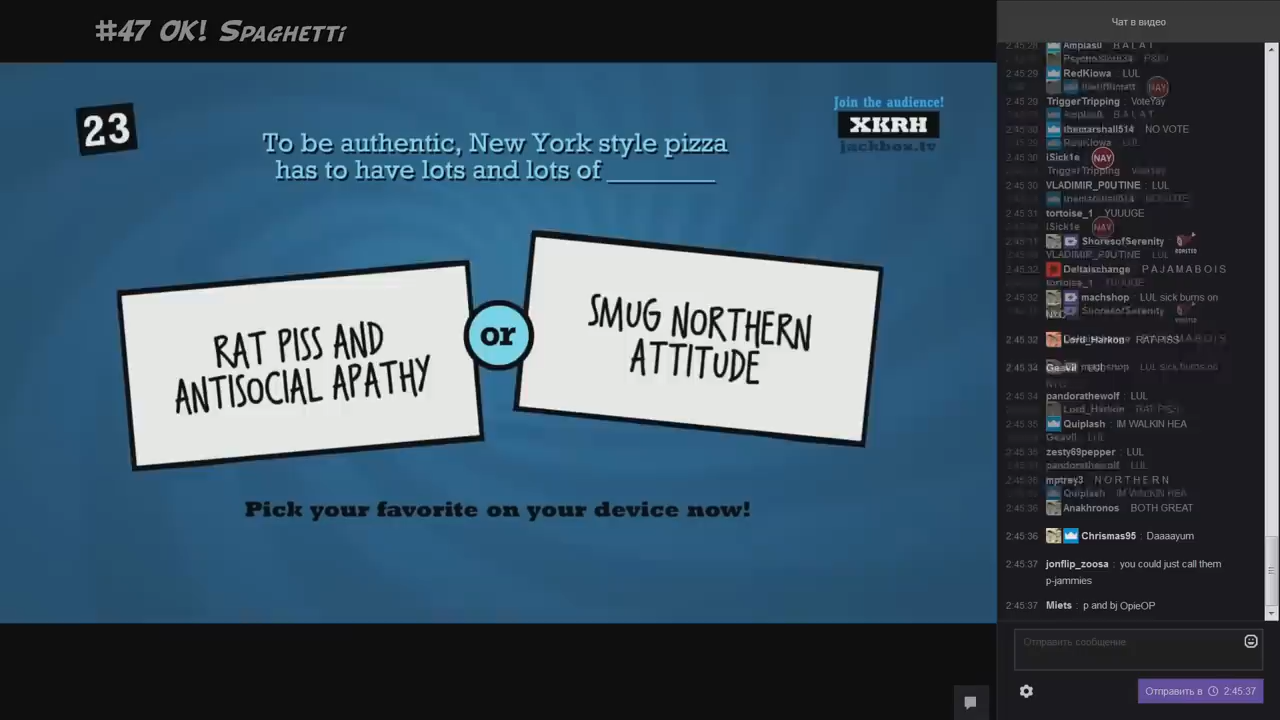 #47 OK! Spaghetti
Чат в видео
23
Join the audience!
XKRH
jackbox.tv
To be authentic, New York style pizza
has to have lots and lots of ________
RAT PISS AND
ANTISOCIAL APATHY
or
SMUG NORTHERN
ATTITUDE
Pick your favorite on your device now!
2:45:29 RedKiowa LUL
2:45:29 TriggerTripping : VoteYay
2:45:30 themarshall514 NO VOTE
2:45:30 iSick1e NAY
2:45:30 VLADIMIR_P0UTINE : LUL
2:45:31 tortoise_1 YUUUGE
ShoresofSerenity
2:45:32 Deltaischange : P A J A M A B O I S
2:45:32 machshop : LUL sick burns on
2:45:32 Lord_Harkon
2:45:34 Geavil
2:45:34 pandorathewolf : LUL
2:45:35 Quiplash : IM WALKIN HEA
2:45:35 zesty69pepper : LUL
mptrey3 : N O R T H E R N
2:45:36 Anakhronos : BOTH GREAT
2:45:36 Chrismas95 : Daaaayum
2:45:37 jonflip_zoosa : you could just call them
p-jammies
2:45:37 Miets : p and bj OpieOP
Отправить сообщение
Отправить в 2:45:37